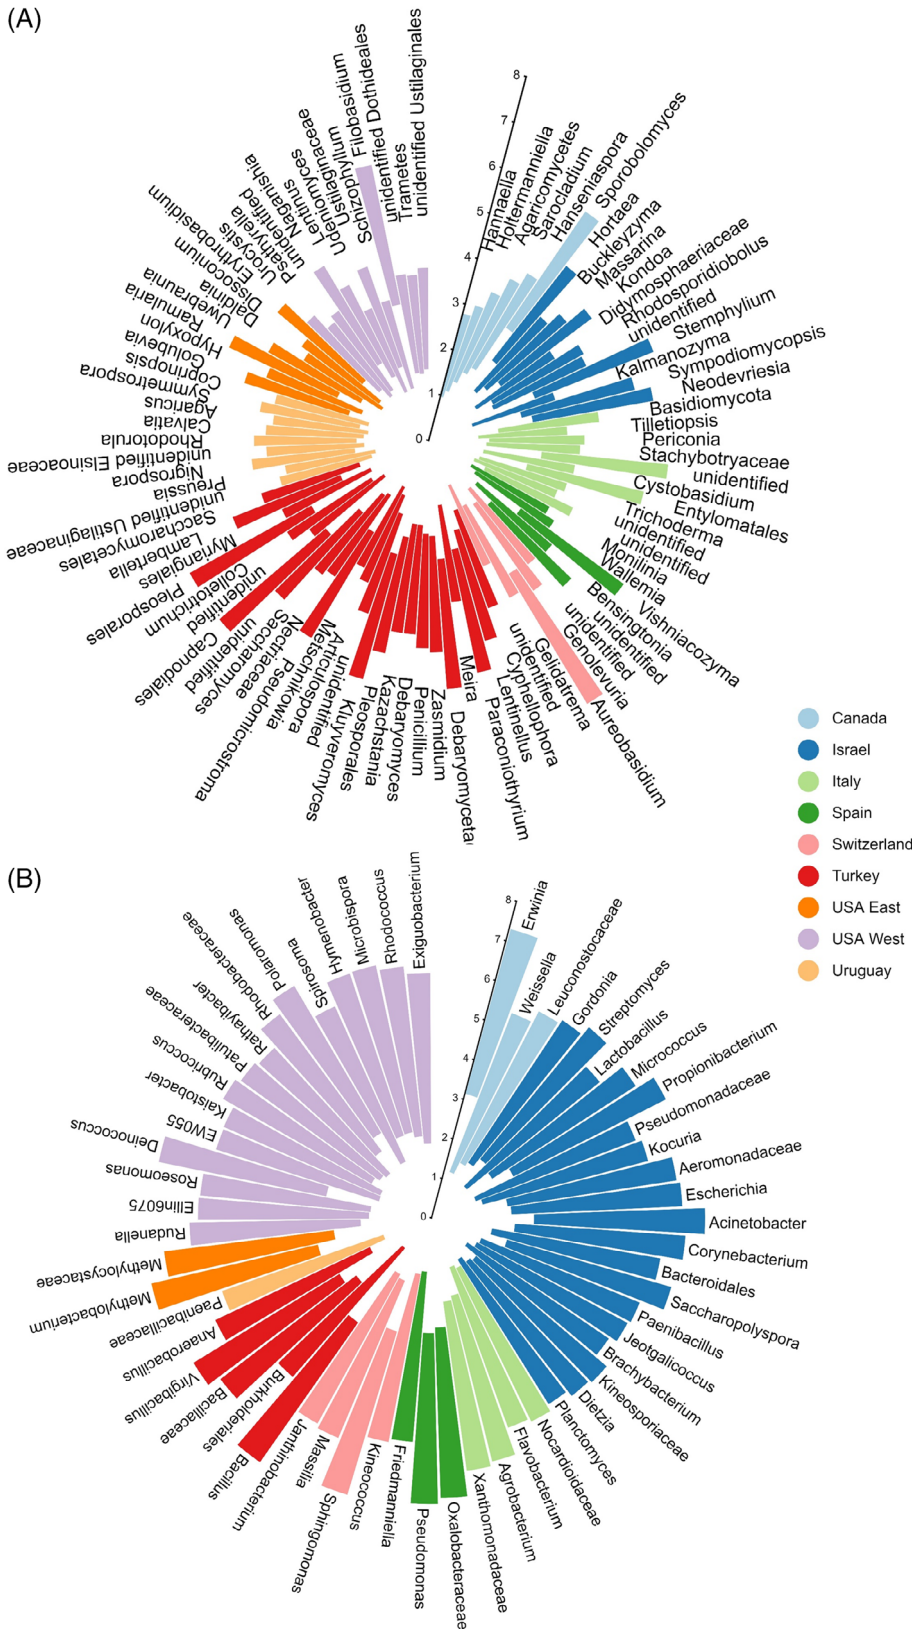 (A)
8
7
6
5
4
3
2
1
0
Hannaella
Holtermanniella
Agaricomycetes
Sarocladium
Hanseniaspora
Sporobolomyces
Hortaea
Buckleyzyma
Massarina
Kondoa
Didymosphaeriaceae
Rhodosporidiobolus
unidentified
Stemphylium
Kalmanozyma
Sympodiomycopsis
Neodevriesia
Basidiomycota
Tilletiopsis
Periconia
Stachybotryaceae
unidentified
Cystobasidium
Entylomatales
Trichoderma
unidentified
unidentified
Monilinia
Wallemia
Vishniacozyma
Bensingtonia
unidentified
unidentified
unidentified
Genolevuria
Aureobasidium
Gelidatrema
unidentified
Cyphellophora
Lentinellus
Paraconiothyrium
Meira
Debaryomyceta
Zasmidium
Penicillium
Debaryomyces
Kazachstania
Pleosporales
Kluyveromyces
unidentified
Articulospora
Metschnikowia
Pseudomicrostroma
Nectriaceae
Saccharomyces
unidentified
Capnodiales
unidentified
Colletotrichum
Pleosporales
Myriangiales
Lambertella
Saccharomycetales
unidentified Ustilaginaceae
Preussia
Nigrospora
unidentified Elsinoaceae
Rhodotorula
Calvatia
Agaricus
Symmetrospora
Coprinopsis
Golubevia
Hypoxylon
Ramularia
Uwebraunia
Daldinia
Dissoconium
Erythrobasidium
Urocystis
Psathyrella
unidentified
Naganishia
Lentinus
Udeniomyces
Ustilaginaceae
Schizophyllum
Filobasidium
unidentified Dothideales
Trametes
unidentified Ustilaginales
Canada
Israel
Italy
Spain
Switzerland
Turkey
USA East
USA West
Uruguay
(B)
8
7
6
5
4
3
2
1
0
Erwinia
Weissella
Leuconostocaceae
Gordonia
Streptomyces
Lactobacillus
Micrococcus
Propionibacterium
Pseudomonadaceae
Kocuria
Aeromonadaceae
Escherichia
Acinetobacter
Corynebacterium
Bacteroidales
Saccharopolyspora
Paenibacillus
Jeotgalicoccus
Brachybacterium
Kineosporiaceae
Dietzia
Planctomyces
Nocardioidaceae
Flavobacterium
Agrobacterium
Xanthomonadaceae
Oxalobacteraceae
Pseudomonas
Friedmanniella
Kineococcus
Sphingomonas
Massilia
Janthinobacterium
Bacillus
Burkholderiales
Bacillaceae
Virgibacillus
Anaerobacillus
Paenibacillaceae
Methylobacterium
Methylocystaceae
Rudanella
Ellin6075
Roseomonas
Deinococcus
EW055
Kaistobacter
Rubricoccus
Patulibacteraceae
Rathayibacter
Rhodobacteraceae
Polaromonas
Spirosoma
Hymenobacter
Microbispora
Rhodococcus
Exiguobacterium